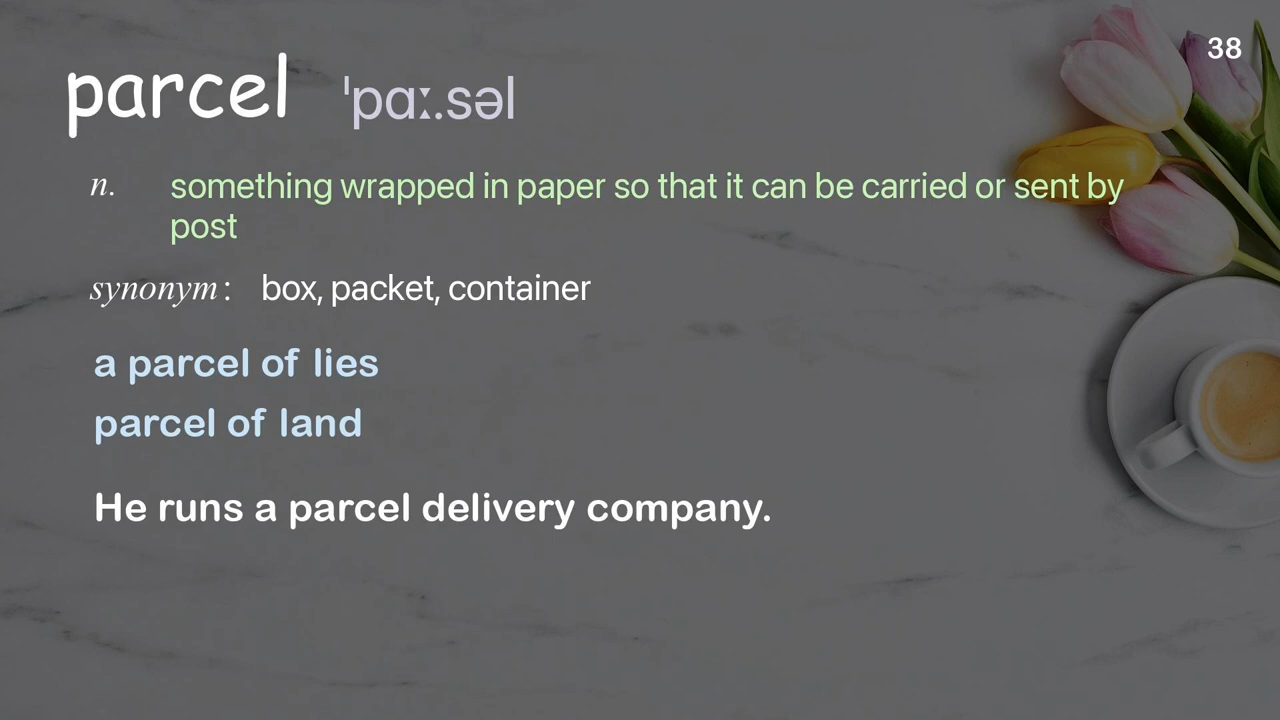 38
parcel ˈpɑː.səl
n. something wrapped in paper so that it can be carried or sent by
post
synonym: box, packet, container
a parcel of lies
parcel of land
He runs a parcel delivery company.